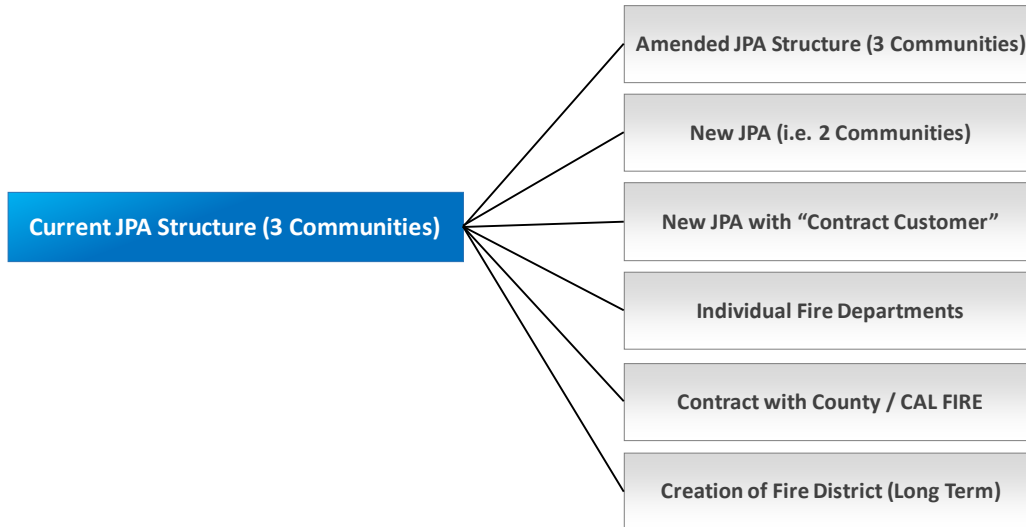 Amended JPA Structure (3 Communities)
New JPA (i.e. 2 Communities)
Current JPA Structure (3 Communities)
New JPA with “Contract Customer”
Individual Fire Departments
Contract with County / CAL FIRE
Creation of Fire District (Long Term)